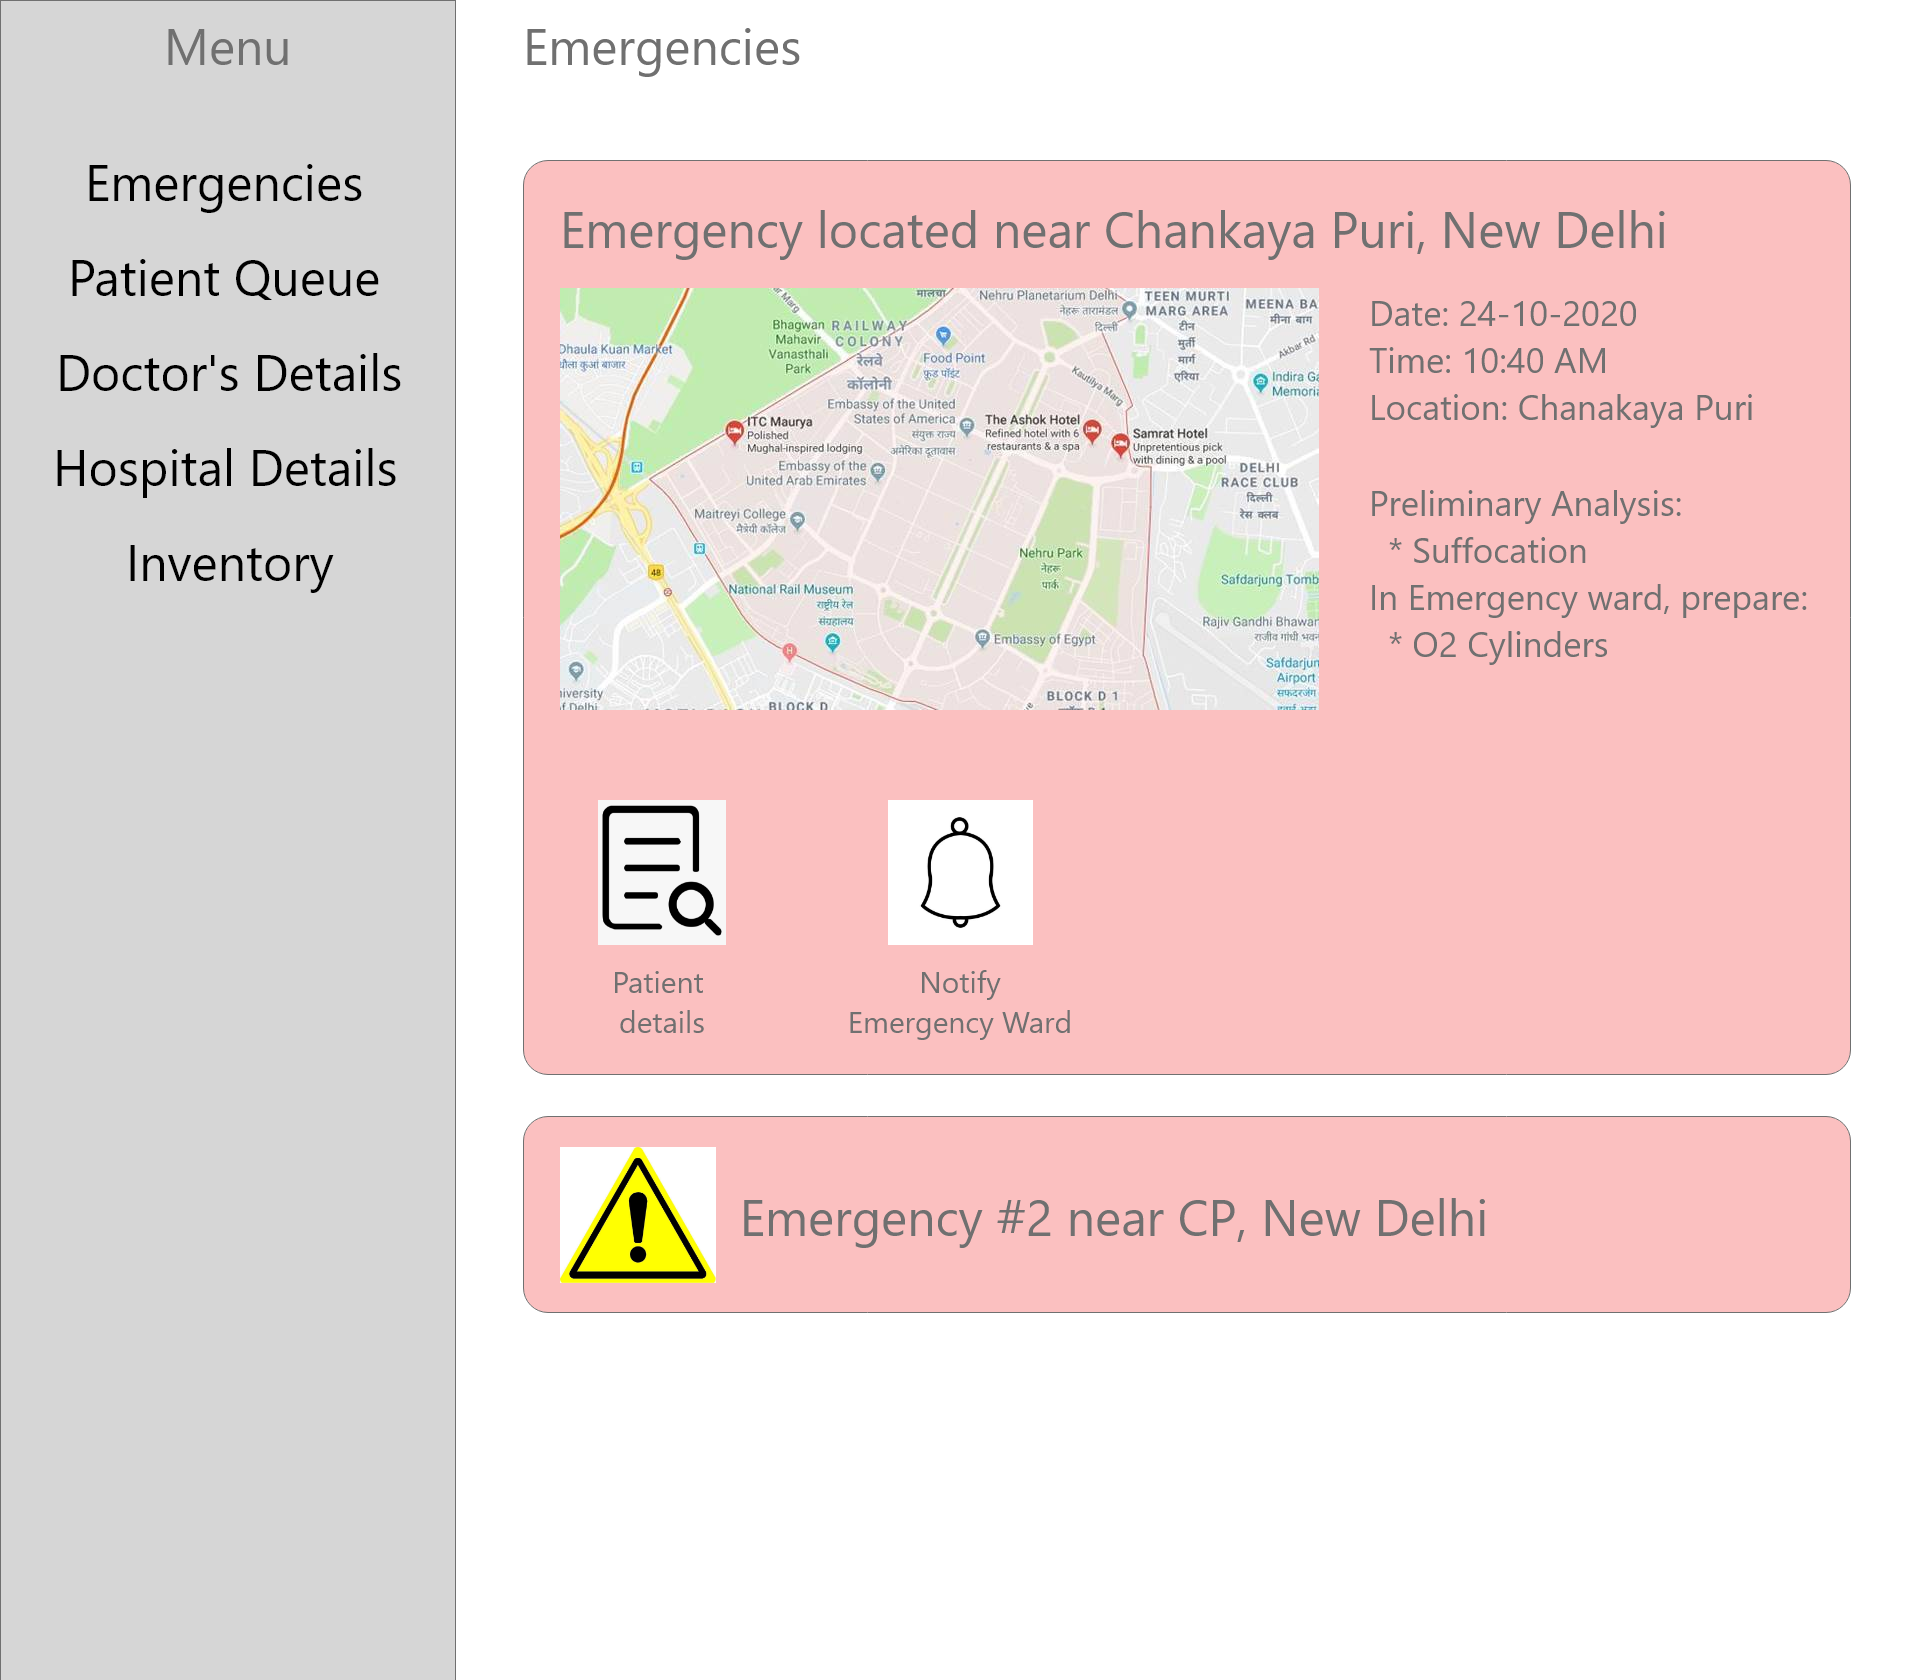 Menu
Emergencies
Patient Queue
Doctor's Details
Hospital Details
Inventory
Emergencies
Emergency located near Chankaya Puri, New Delhi
मालचा
Nehru Planetarium Delhi
नेहरू तारामंडल
दिल्ली
TEEN MURTI
MARG AREA
टीन
मुर्ती
मार्ग
एरिया
MEENA BA
मीना बाग
Akbar Rd
Bhagwan
Mahavir
Vanasthali
Park
RAILWAY
COLONY
रेलवे
कॉलोनी
Food Point
फ़ूड पॉइंट
Dhaula Kuan Market
धौला कुआं बाजार
Kautilya Marg
Indira Ga
Memoria
Embassy of the United
States of America
संयुक्त राज्य
अमेरिका दूतावास
ITC Maurya
Polished
Mughal-inspired lodging
The Ashok Hotel
Refined hotel with 6
restaurants & a spa
Samrat Hotel
Unpretentious pick
with dining & a pool
Embassy of the
United Arab Emirates
DELHI
RACE CLUB
दिल्ली
रेस क्लब
Maitreyi College
मैत्रेयी कॉलेज
Nehru Park
नेहरू
पार्क
48
National Rail Museum
राष्ट्रीय रेल
संग्रहालय
Safdarjung Tomb
Rajiv Gandhi Bhawan
राजीव गांधी भवन
Embassy of Egypt
H
Safdarjun
Airport
सफदरजंग
iversity
f Delhi
BLOCK D
BLOCK D 1
Date: 24-10-2020
Time: 10:40 AM
Location: Chanakaya Puri
Preliminary Analysis:
* Suffocation
In Emergency ward, prepare:
* O2 Cylinders
Patient
details
Notify
Emergency Ward
Emergency #2 near CP, New Delhi